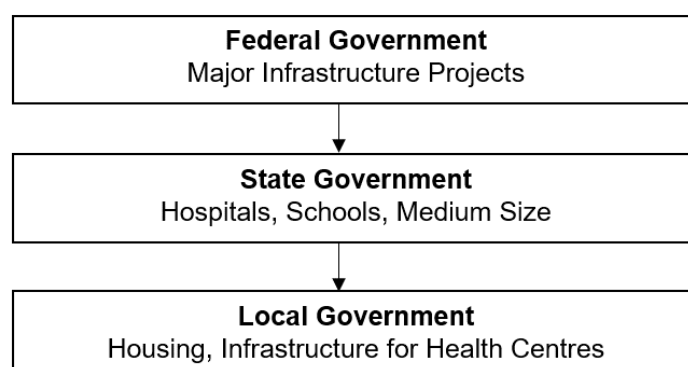 Federal Government
Major Infrastructure Projects
State Government
Hospitals, Schools, Medium Size
Local Government
Housing, Infrastructure for Health Centres